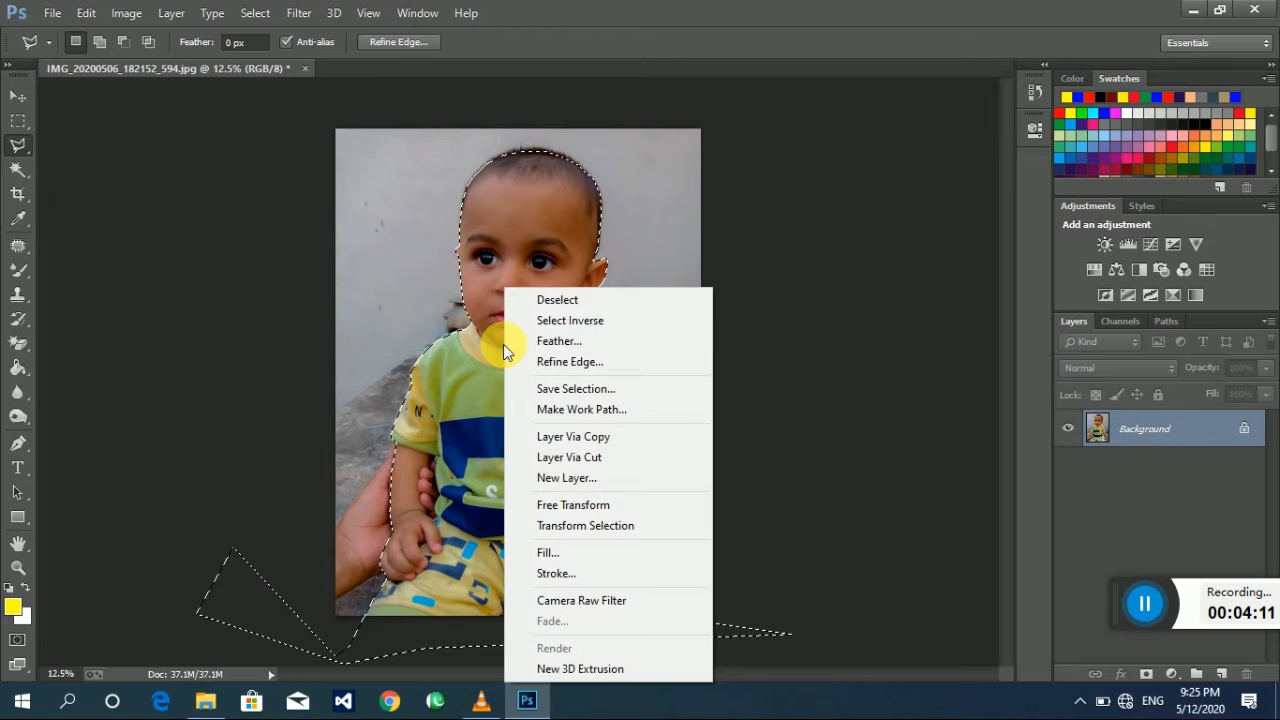 Ps File Edit Image Layer Type Select Filter 3D View Window Help
Feather: 0 px Anti-alias Refine Edge... Essentials
IMG_20200506_182152_594.jpg @ 12.5% (RGB/8) *
Color Swatches
Adjustments Styles
Add an adjustment
Layers Channels Paths
Kind
Normal Opacity: 100%
Lock: Fill: 100%
Background
Deselect
Select Inverse
Feather...
Refine Edge...
Save Selection...
Make Work Path...
Layer Via Copy
Layer Via Cut
New Layer...
Free Transform
Transform Selection
Fill...
Stroke...
Camera Raw Filter
Fade...
Render
New 3D Extrusion
N
S
Recording...
00:04:11
12.5% Doc: 37.1M/37.1M
Ps
ENG
9:25 PM
5/12/2020